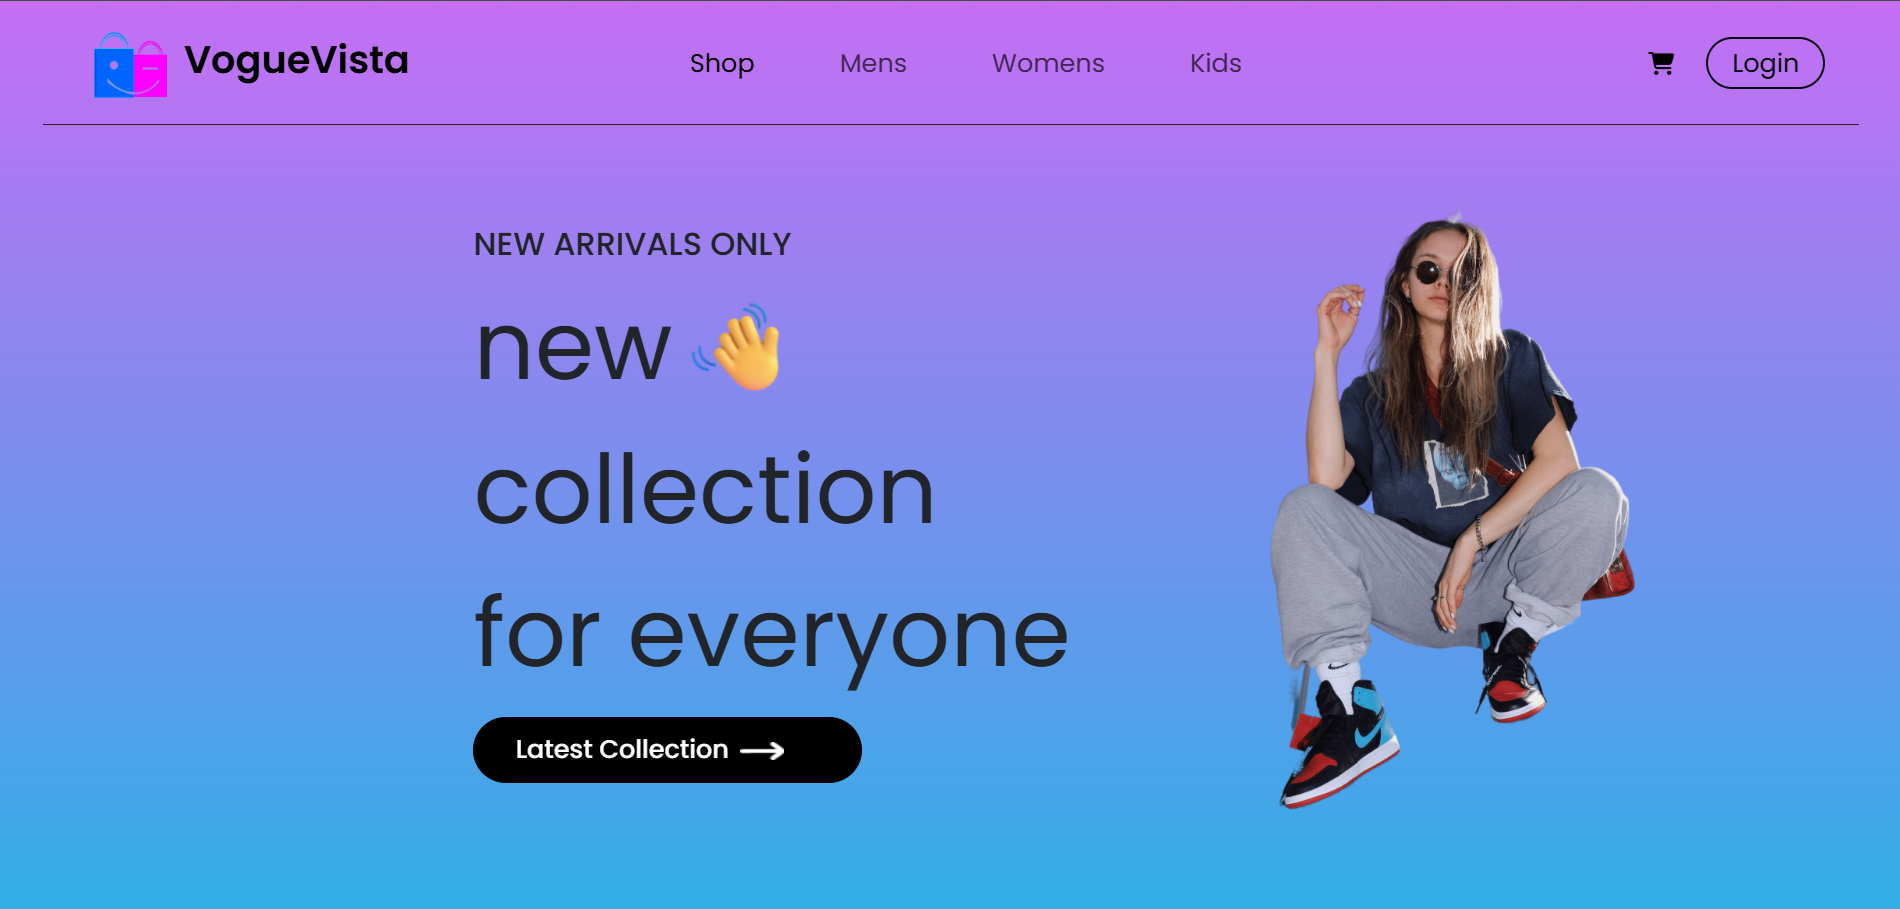 VogueVista
Shop
Mens
Womens
Kids
Login
NEW ARRIVALS ONLY
new 👋
collection
for everyone
Latest Collection